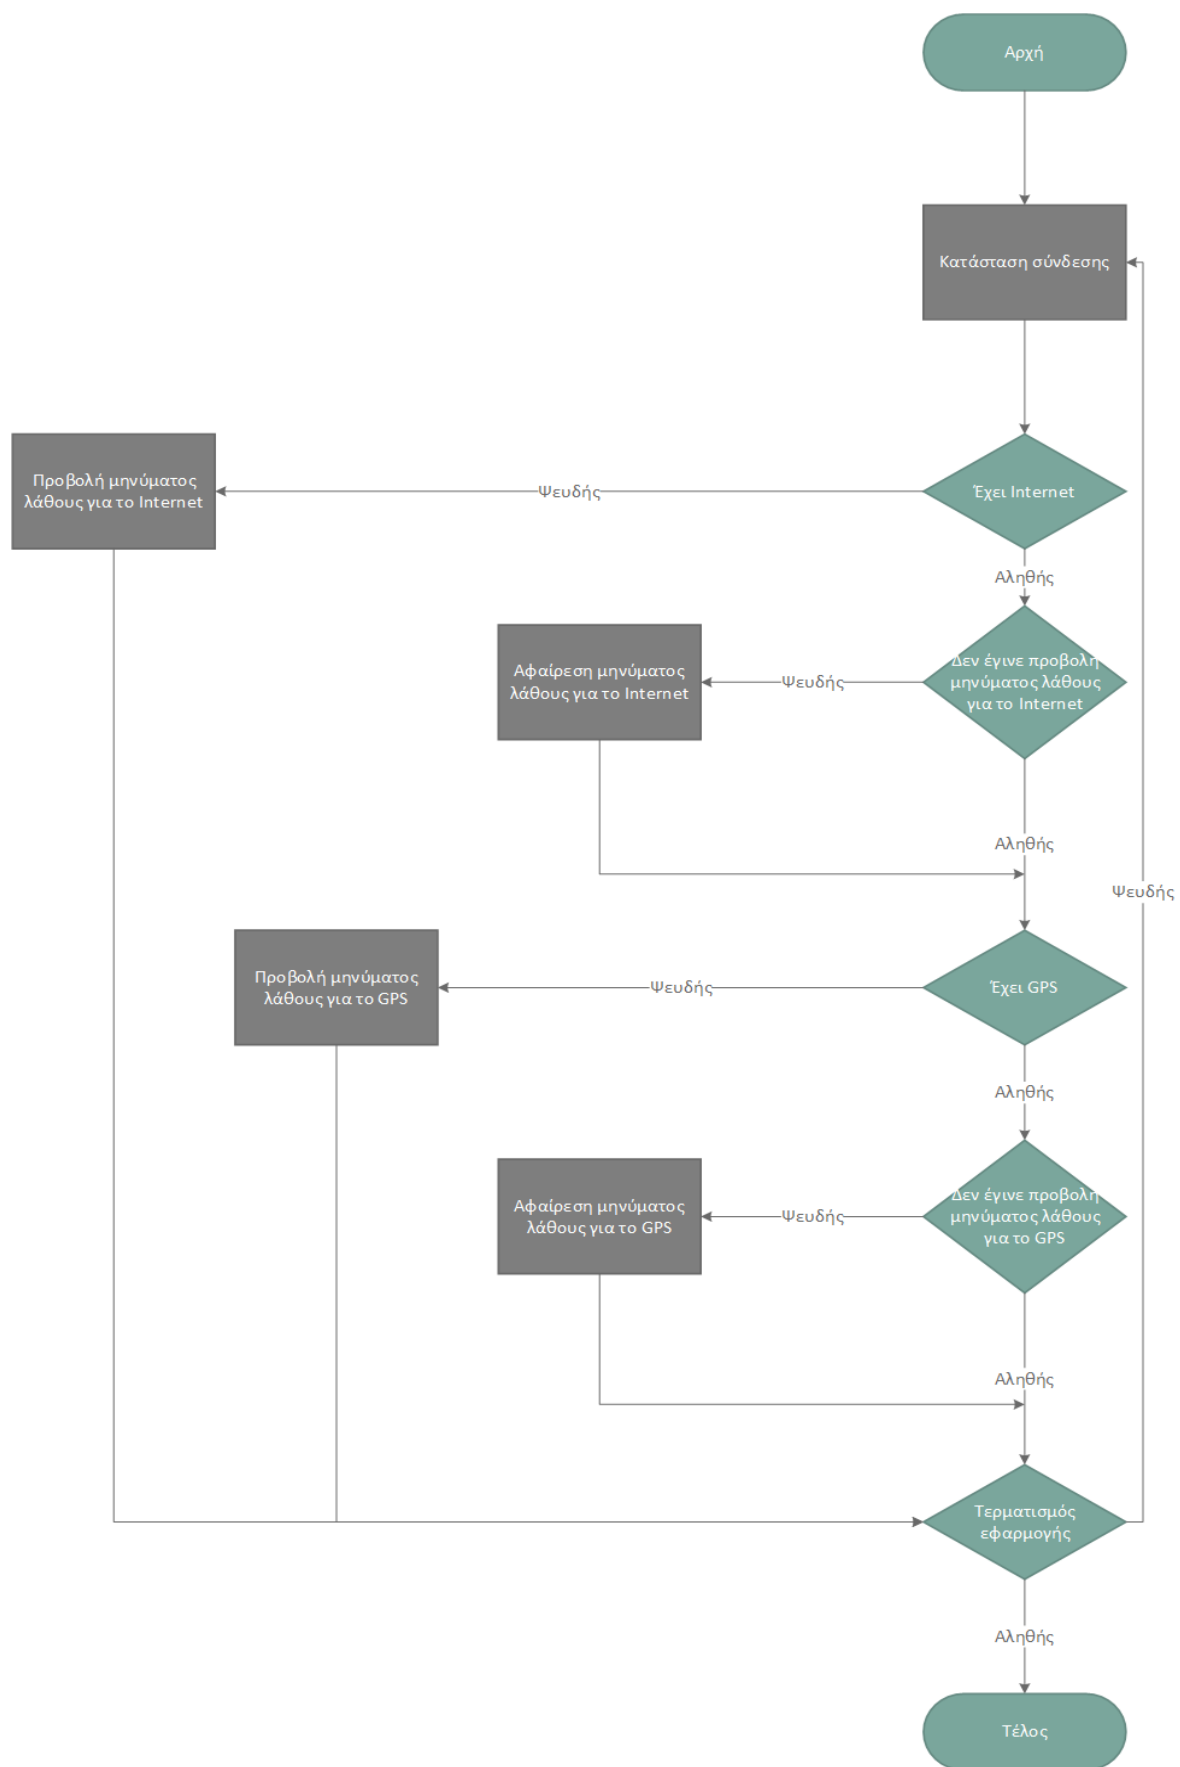 Αρχή
Κατάσταση σύνδεσης
Προβολή μηνύματος
λάθους για το Internet
Ψευδής
Έχει Internet
Αληθής
Αφαίρεση μηνύματος
λάθους για το Internet
Ψευδής
Δεν έγινε προβολή
μηνύματος λάθους
για το Internet
Αληθής
Ψευδής
Προβολή μηνύματος
λάθους για το GPS
Ψευδής
Έχει GPS
Αληθής
Αφαίρεση μηνύματος
λάθους για το GPS
Ψευδής
Δεν έγινε προβολή
μηνύματος λάθους
για το GPS
Αληθής
Τερματισμός
εφαρμογής
Αληθής
Τέλος